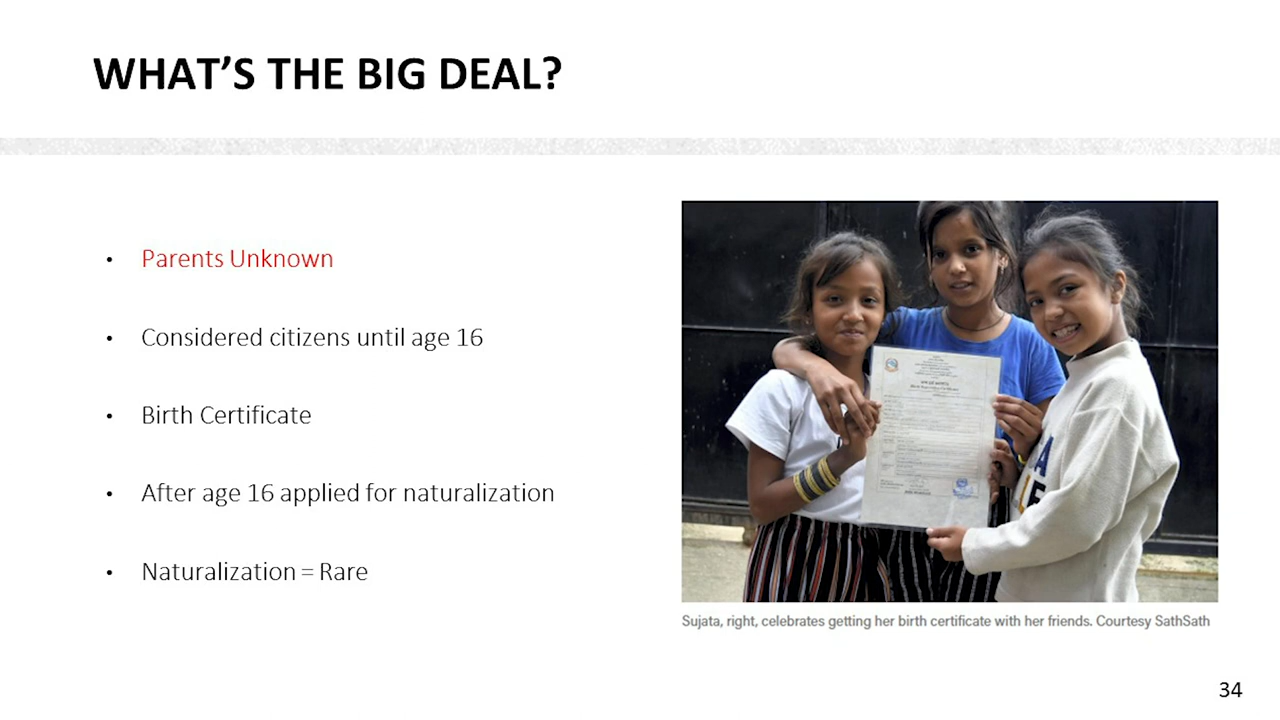 WHAT’S THE BIG DEAL?
• Parents Unknown
• Considered citizens until age 16
• Birth Certificate
• After age 16 applied for naturalization
• Naturalization = Rare
Sujata, right, celebrates getting her birth certificate with her friends. Courtesy SathSath
34